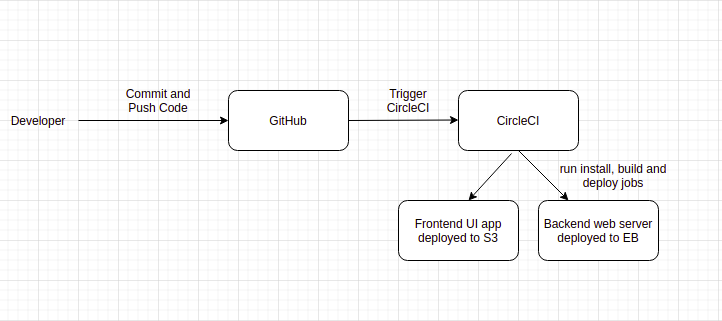 Commit and
Push Code
Developer
GitHub
Trigger
CircleCI
CircleCI
run install, build and
deploy jobs
Frontend UI app
deployed to S3
Backend web server
deployed to EB